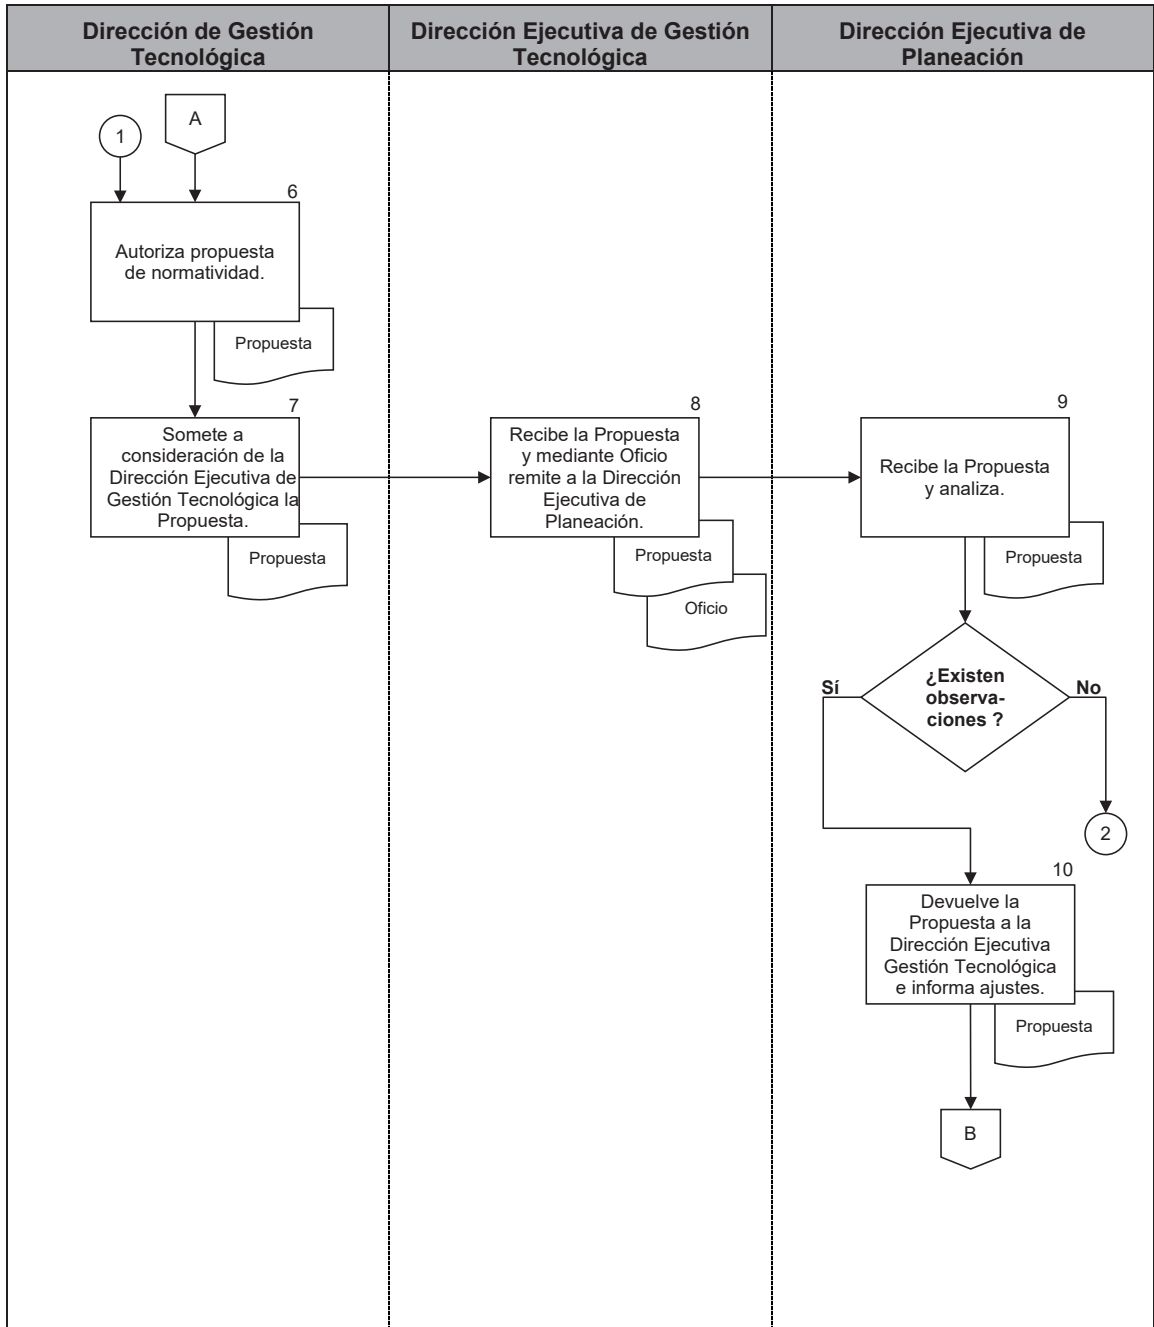 Dirección de Gestión
Tecnológica
Dirección Ejecutiva de Gestión
Tecnológica
Dirección Ejecutiva de
Planeación
1
A
6
Autoriza propuesta
de normatividad.
Propuesta
7
Somete a
consideración de la
Dirección Ejecutiva de
Gestión Tecnológica la
Propuesta.
Propuesta
8
Recibe la Propuesta
y mediante Oficio
remite a la Dirección
Ejecutiva de
Planeación.
Propuesta
Oficio
9
Recibe la Propuesta
y analiza.
Propuesta
¿Existen
observa-
ciones ?
Sí
No
2
10
Devuelve la
Propuesta a la
Dirección Ejecutiva
Gestión Tecnológica
e informa ajustes.
Propuesta
B